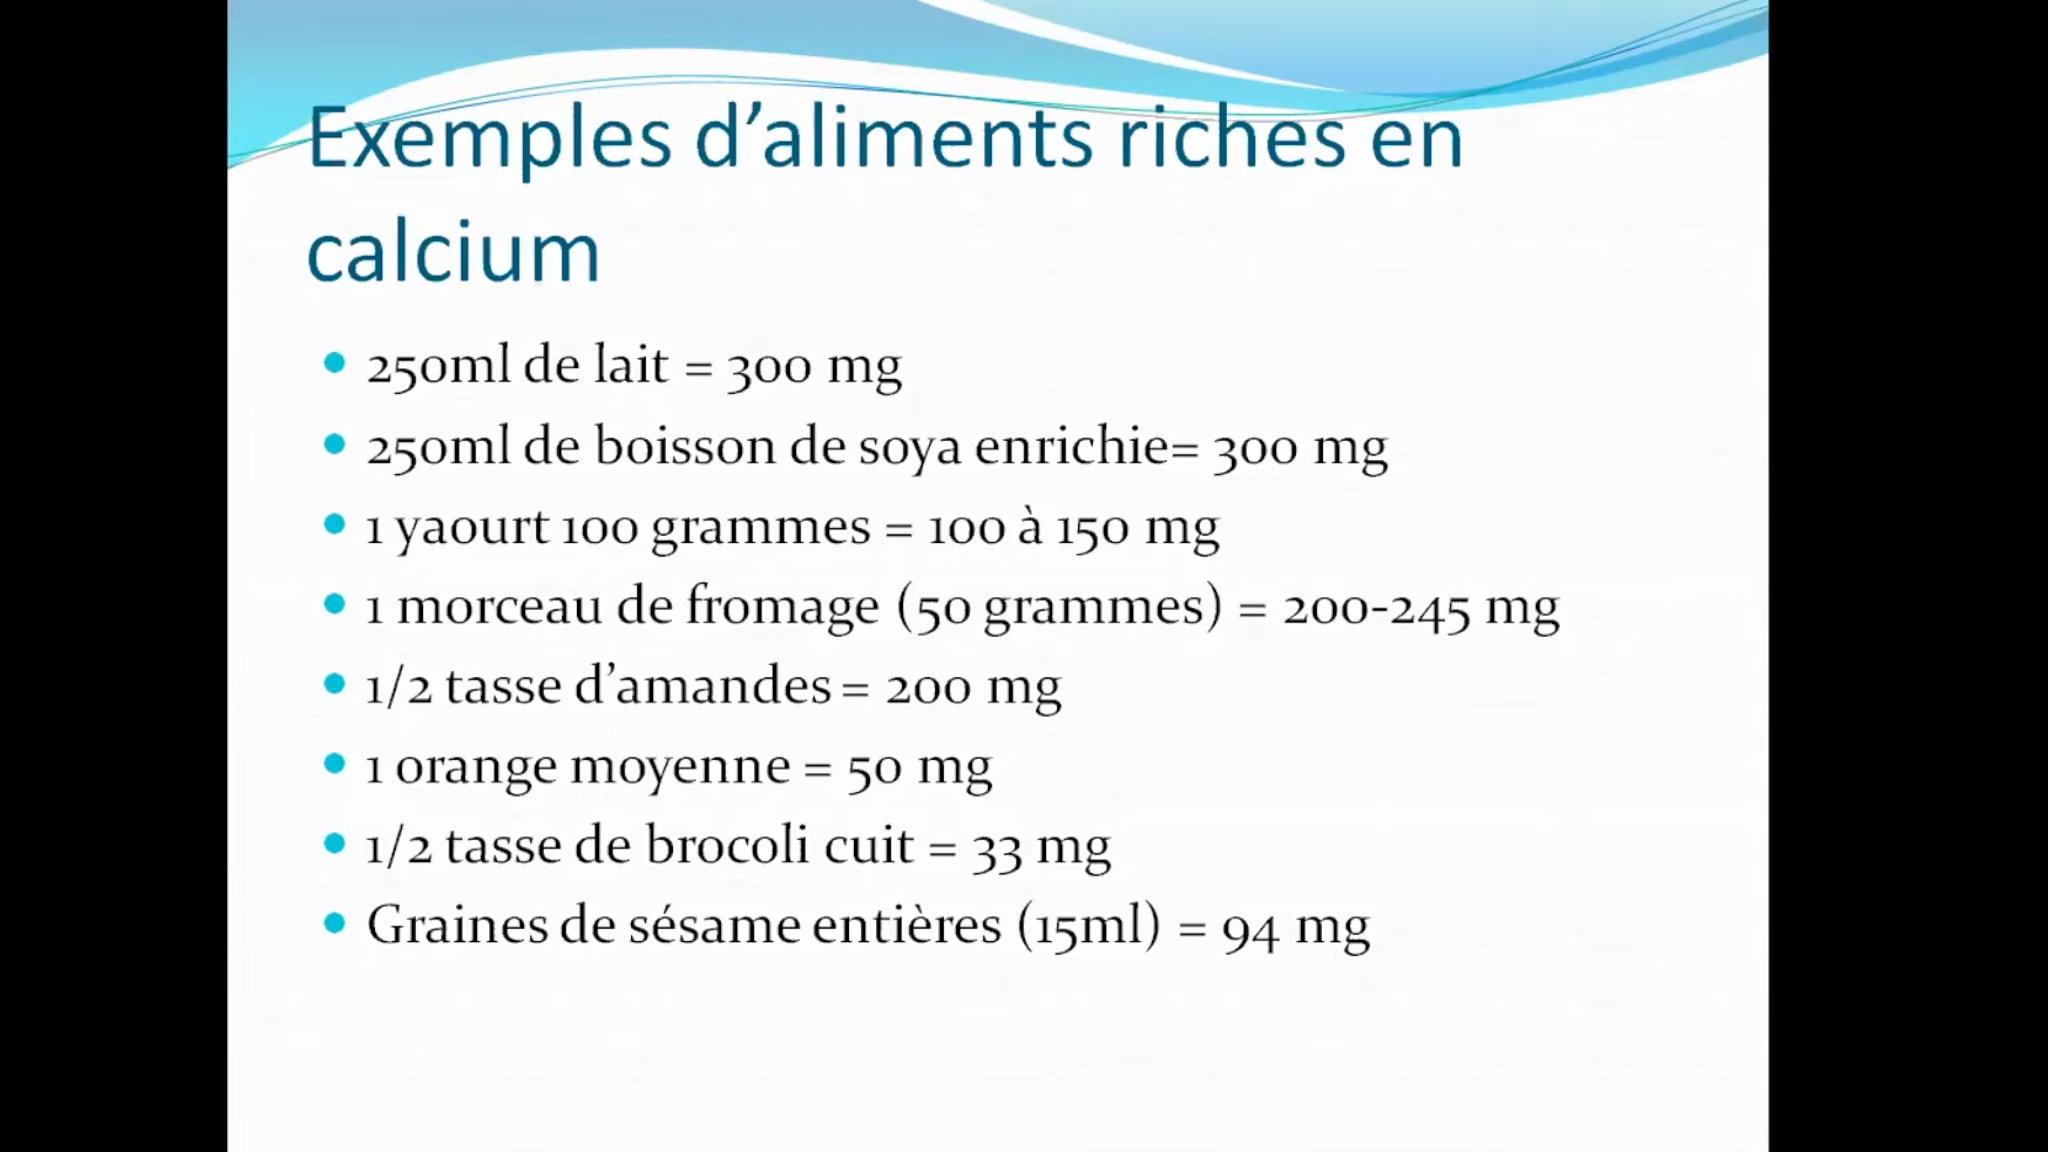 Exemples d’aliments riches en
calcium
250ml de lait = 300 mg
250ml de boisson de soya enrichie= 300 mg
1 yaourt 100 grammes = 100 à 150 mg
1 morceau de fromage (50 grammes) = 200-245 mg
1/2 tasse d’amandes = 200 mg
1 orange moyenne = 50 mg
1/2 tasse de brocoli cuit = 33 mg
Graines de sésame entières (15ml) = 94 mg